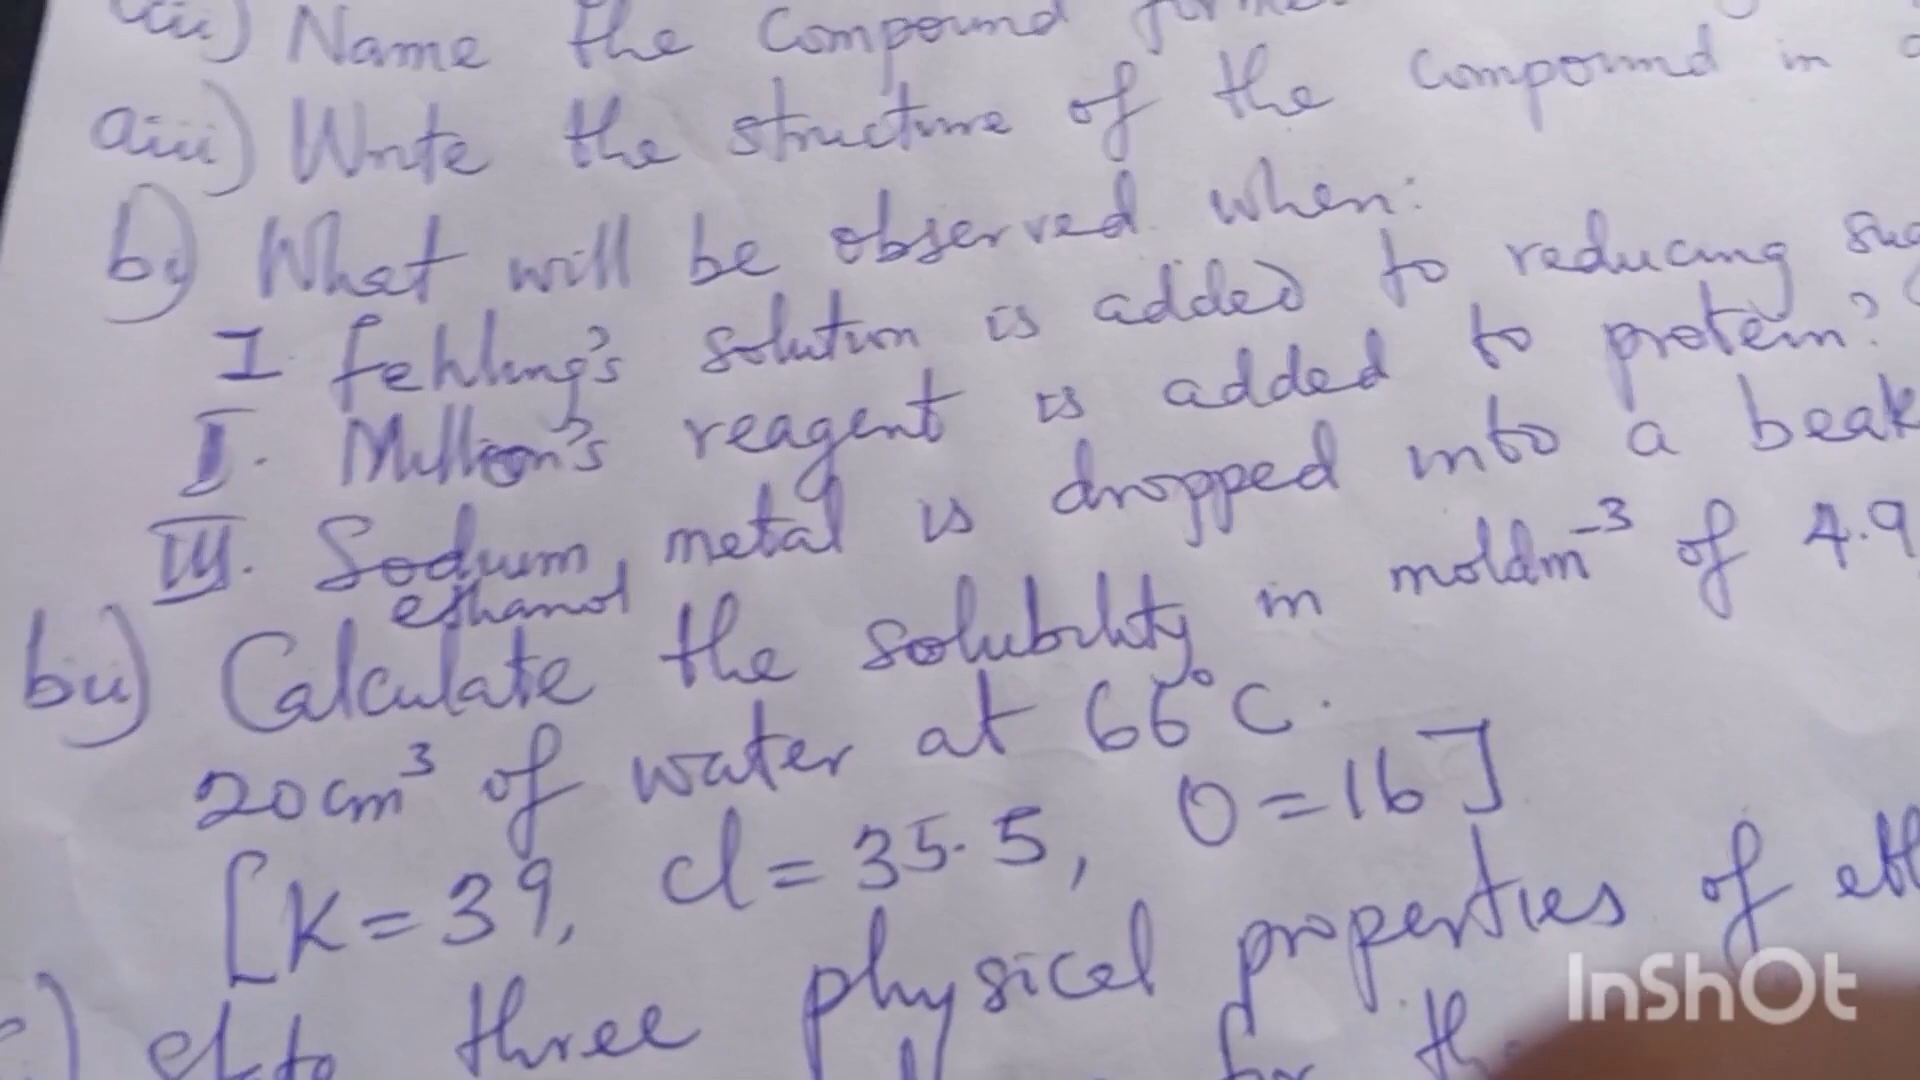 Name the compound
aiii) Write the structure of the compound in
bi) What will be observed when:
I Fehling's solution is added to reducing
II. Millon's reagent is added to protein?
III. Sodium metal is dropped into a
ethanol
bii) Calculate the solubility in moldm⁻³ of 4.9
20cm³ of water at 66°C.
[K=39, Cl=35.5, O=16]
three physical properties of
for
InShOt